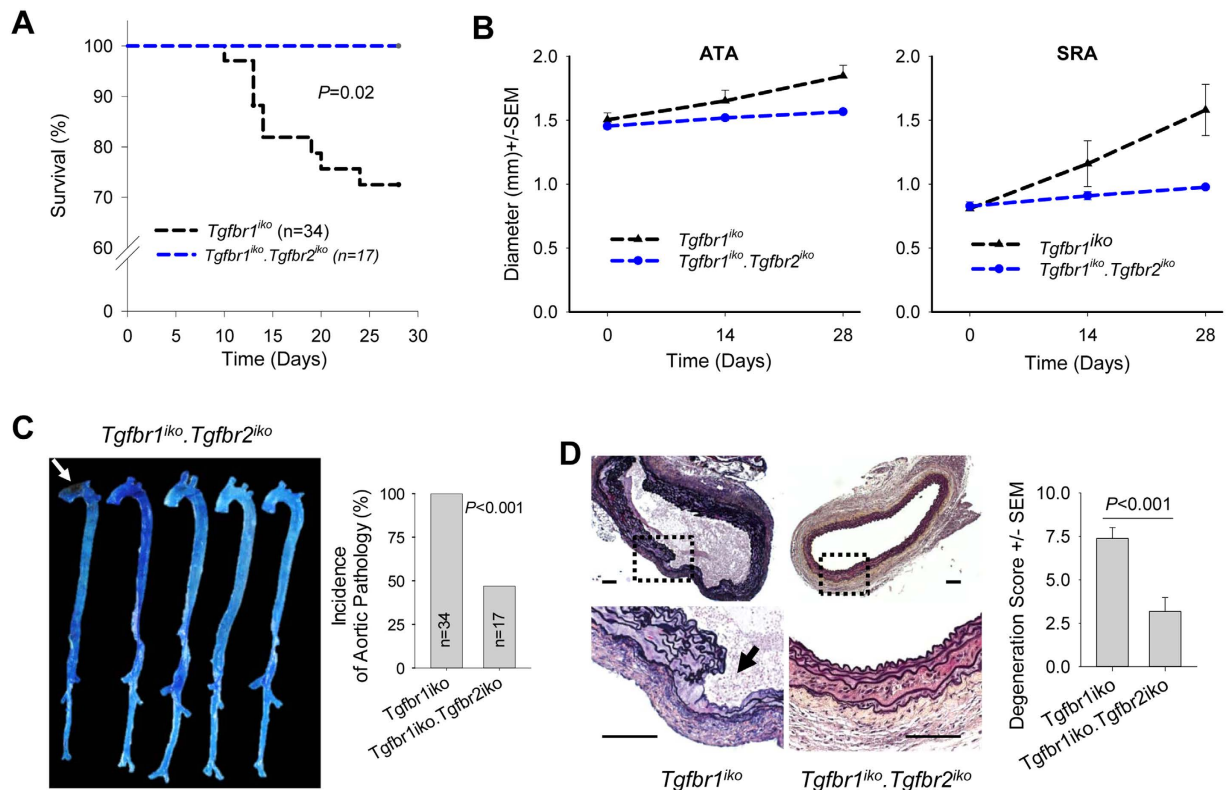 A
100
90
80
70
60
0
Survival (%)
P=0.02
Tgfbr1iko (n=34)
Tgfbr1iko.Tgfbr2iko (n=17)
0 5 10 15 20 25 30
Time (Days)
B
ATA
2.0
1.5
1.0
0.5
0.0
Diameter (mm)+/-SEM
Tgfbr1iko
Tgfbr1iko.Tgfbr2iko
0 14 28
Time (Days)
SRA
2.0
1.5
1.0
0.5
0.0
Tgfbr1iko
Tgfbr1iko.Tgfbr2iko
0 14 28
Time (Days)
C
Tgfbr1iko.Tgfbr2iko
Incidence
of Aortic Pathology (%)
100
75
50
25
0
P<0.001
n=34
n=17
Tgfbr1iko
Tgfbr1iko.Tgfbr2iko
D
Tgfbr1iko
Tgfbr1iko.Tgfbr2iko
Degeneration Score +/- SEM
10.0
7.5
5.0
2.5
0.0
P<0.001
Tgfbr1iko
Tgfbr1iko.Tgfbr2iko